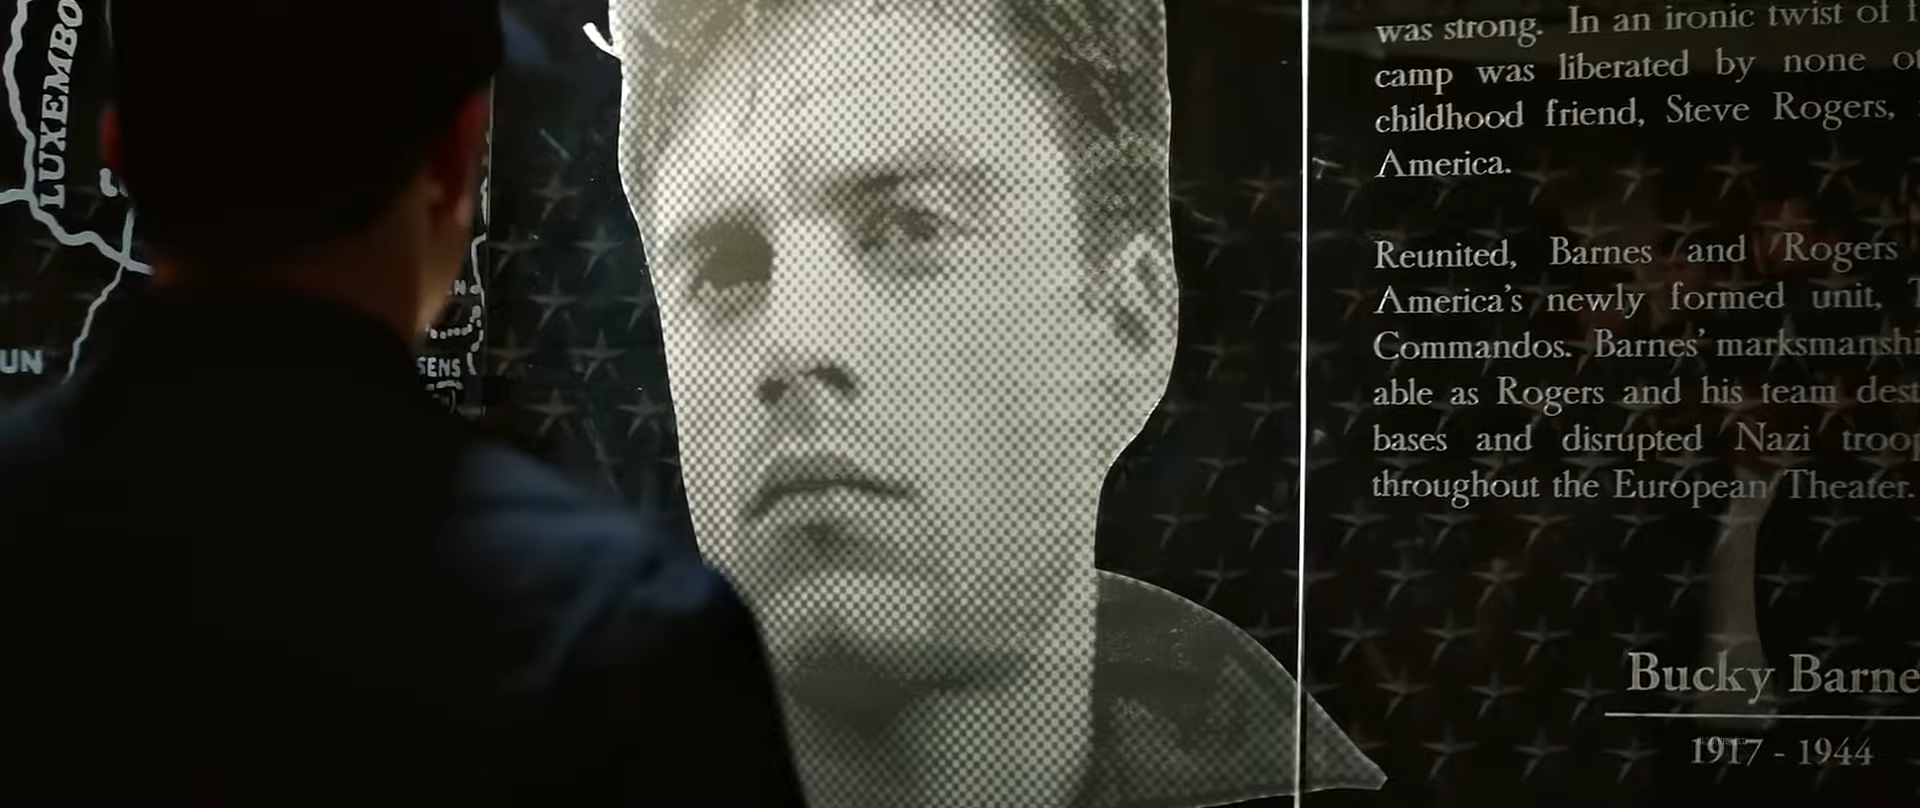 LUXEMBO
UN
SENS
was strong. In an ironic twist of
camp was liberated by none
childhood friend, Steve Rogers,
America.
Reunited, Barnes and Rogers
America's newly formed unit,
Commandos. Barnes' marksmanshi
able as Rogers and his team dest
bases and disrupted Nazi troop
throughout the European Theater.
Bucky Barne
1917 - 1944